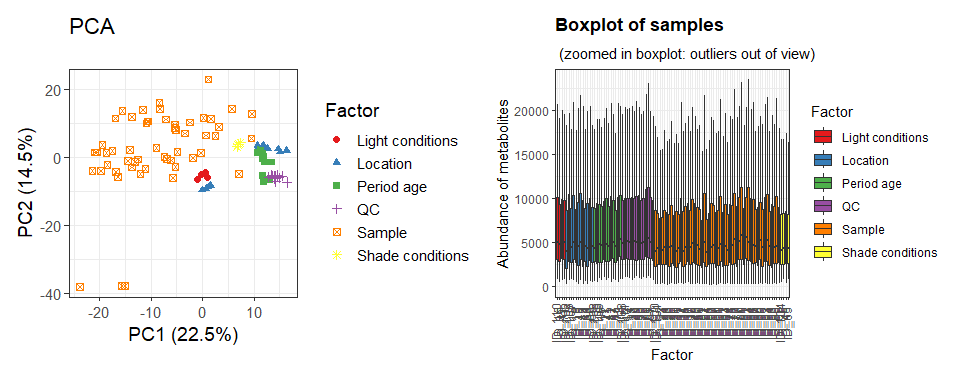 PCA
PC2 (14.5%)
20
0
-20
-40
-20
-10
0
10
PC1 (22.5%)
Factor
Light conditions
Location
Period age
QC
Sample
Shade conditions
Boxplot of samples
(zoomed in boxplot: outliers out of view)
Abundance of metabolites
20000
15000
10000
5000
0
Factor
Factor
Light conditions
Location
Period age
QC
Sample
Shade conditions